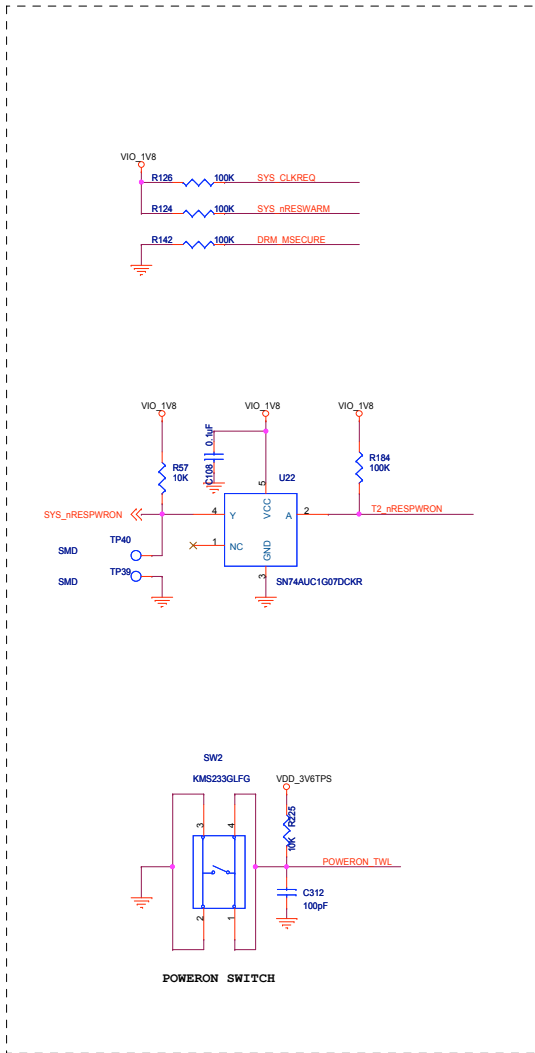 VIO_1V8
R126 100K SYS_CLKREQ
R124 100K SYS_nRESWARM
R142 100K DRM_MSECURE
VIO_1V8 VIO_1V8 VIO_1V8
0.1uF
C108
R57
10K
U22
R184
100K
5
VCC
SYS_nRESPWRON 4 Y A 2 T2_nRESPWRON
TP40
SMD
1 NC
GND
TP39
SMD
3
SN74AUC1G07DCKR
SW2
KMS233GLFG
VDD_3V6TPS
3 4
R225
10K
POWERON_TWL
C312
100pF
2 1
POWERON SWITCH